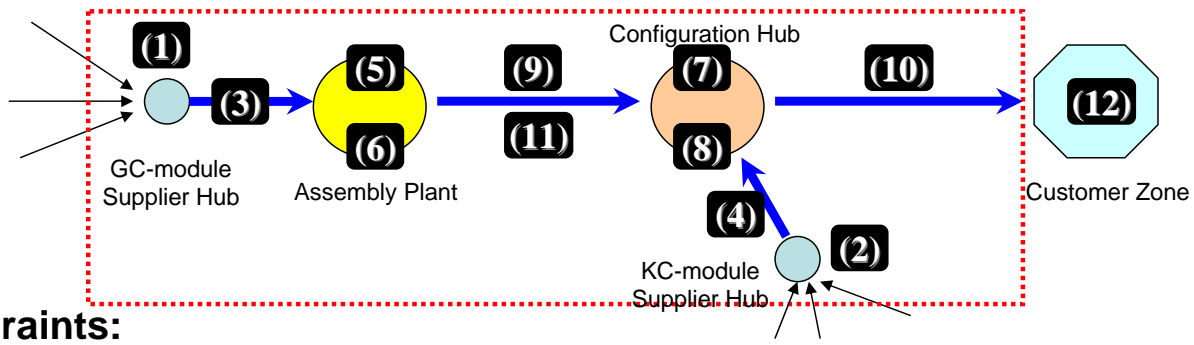 (1)
(3)
GC-module
Supplier Hub
(5)
(6)
Assembly Plant
(9)
(11)
Configuration Hub
(7)
(8)
(4)
(2)
KC-module
Supplier Hub
(10)
(12)
Customer Zone
raints: